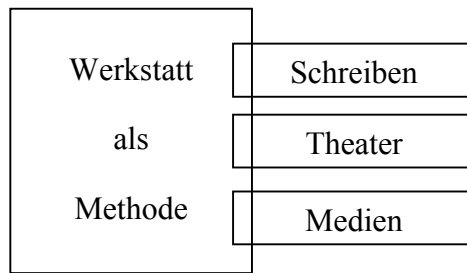 Werkstatt
als
Methode
Schreiben
Theater
Medien